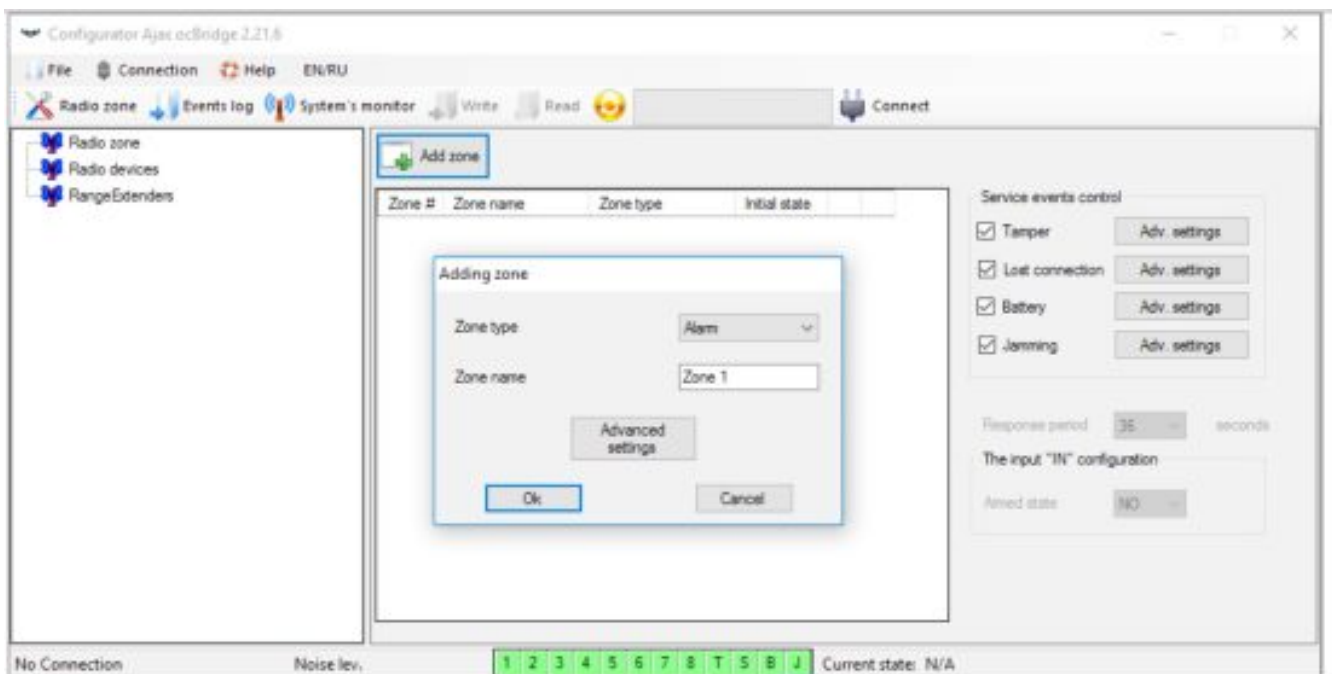 Configurator Ajax ocBridge 2.21.6
File Connection Help EN/RU
Radio zone Events log System's monitor Write Read Connect
Radio zone
Radio devices
RangeExtenders
Add zone
Zone # Zone name Zone type Initial state
Adding zone
Zone type Alarm
Zone name Zone 1
Advanced
settings
Ok Cancel
Service events control
Tamper Adv. settings
Lost connection Adv. settings
Battery Adv. settings
Jamming Adv. settings
Response period 36 seconds
The input "IN" configuration
Armed state NO
No Connection Noise lev. 1 2 3 4 5 6 7 8 T S B J Current state: N/A